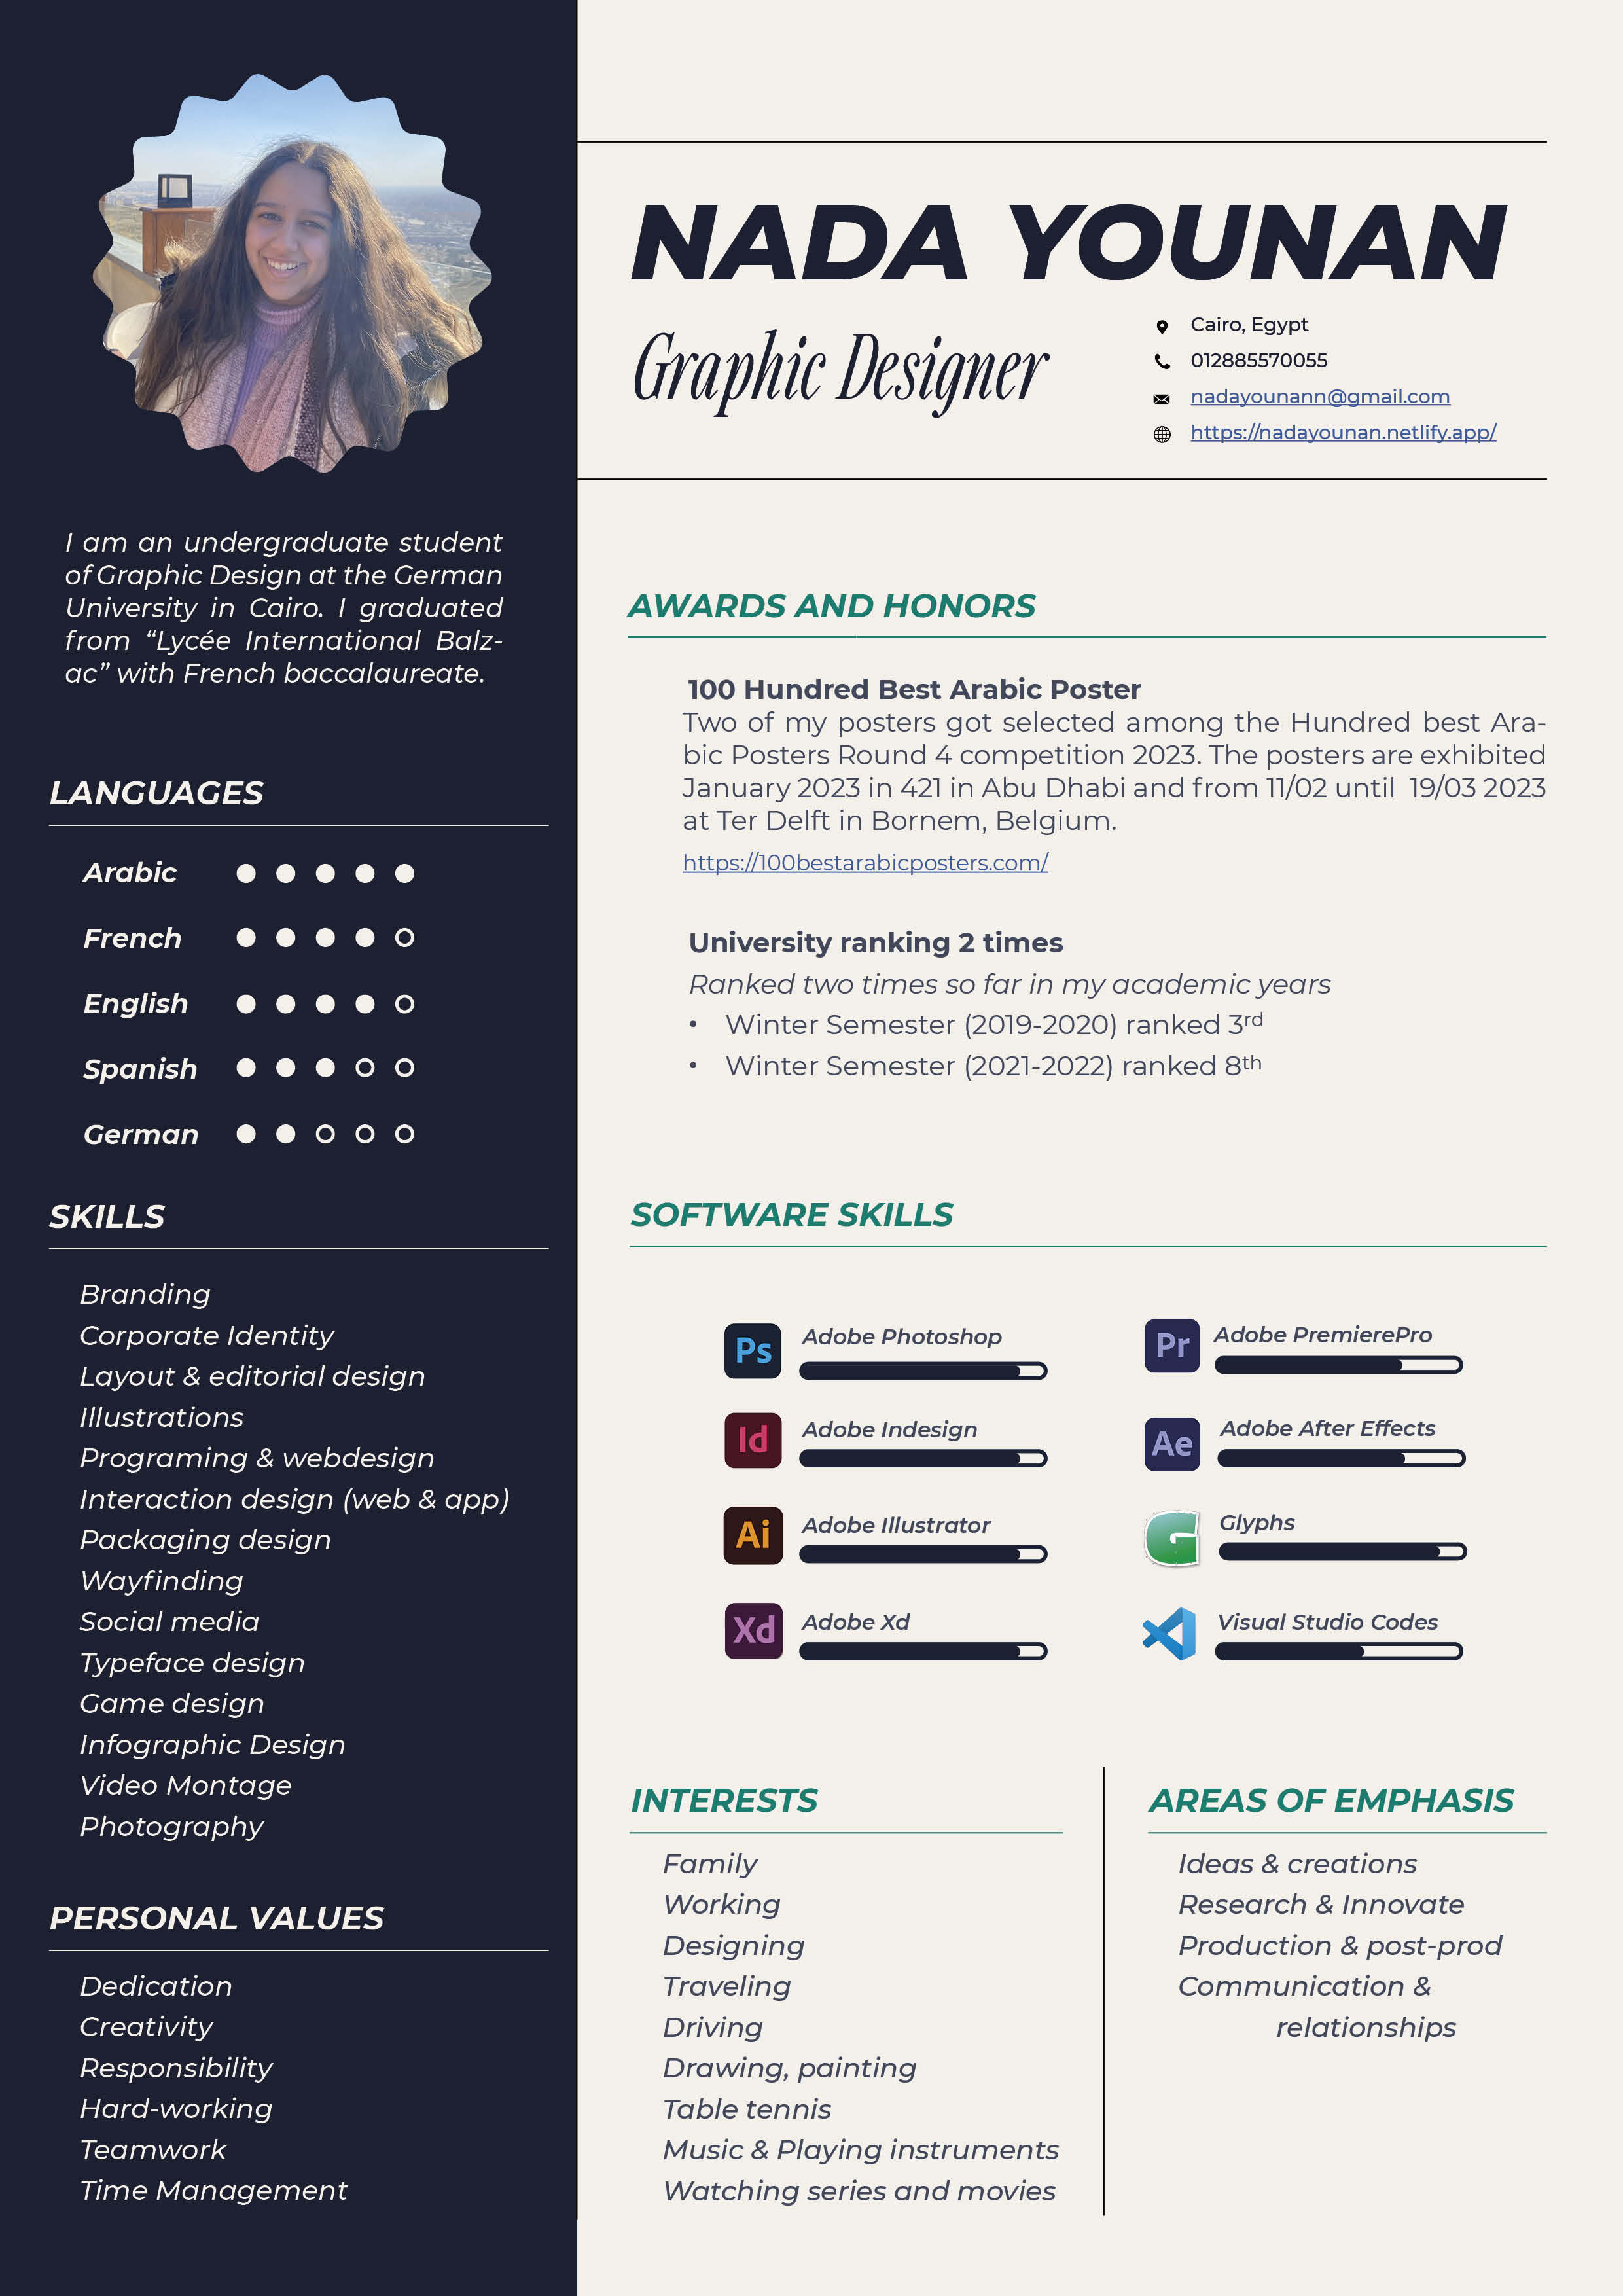 NADA YOUNAN
Graphic Designer
Cairo, Egypt
012885570055
nadayounann@gmail.com
https://nadayounan.netlify.app/
I am an undergraduate student
of Graphic Design at the German
University in Cairo. I graduated
from “Lycée International Balz-
ac” with French baccalaureate.
LANGUAGES
Arabic
French
English
Spanish
German
SKILLS
Branding
Corporate Identity
Layout & editorial design
Illustrations
Programing & webdesign
Interaction design (web & app)
Packaging design
Wayfinding
Social media
Typeface design
Game design
Infographic Design
Video Montage
Photography
PERSONAL VALUES
Dedication
Creativity
Responsibility
Hard-working
Teamwork
Time Management
AWARDS AND HONORS
100 Hundred Best Arabic Poster
Two of my posters got selected among the Hundred best Ara-
bic Posters Round 4 competition 2023. The posters are exhibited
January 2023 in 421 in Abu Dhabi and from 11/02 until 19/03 2023
at Ter Delft in Bornem, Belgium.
https://100bestarabicposters.com/
University ranking 2 times
Ranked two times so far in my academic years
• Winter Semester (2019-2020) ranked 3rd
• Winter Semester (2021-2022) ranked 8th
SOFTWARE SKILLS
Ps Adobe Photoshop
Id Adobe Indesign
Ai Adobe Illustrator
Xd Adobe Xd
Pr Adobe PremierePro
Ae Adobe After Effects
G Glyphs
Visual Studio Codes
INTERESTS
Family
Working
Designing
Traveling
Driving
Drawing, painting
Table tennis
Music & Playing instruments
Watching series and movies
AREAS OF EMPHASIS
Ideas & creations
Research & Innovate
Production & post-prod
Communication &
relationships